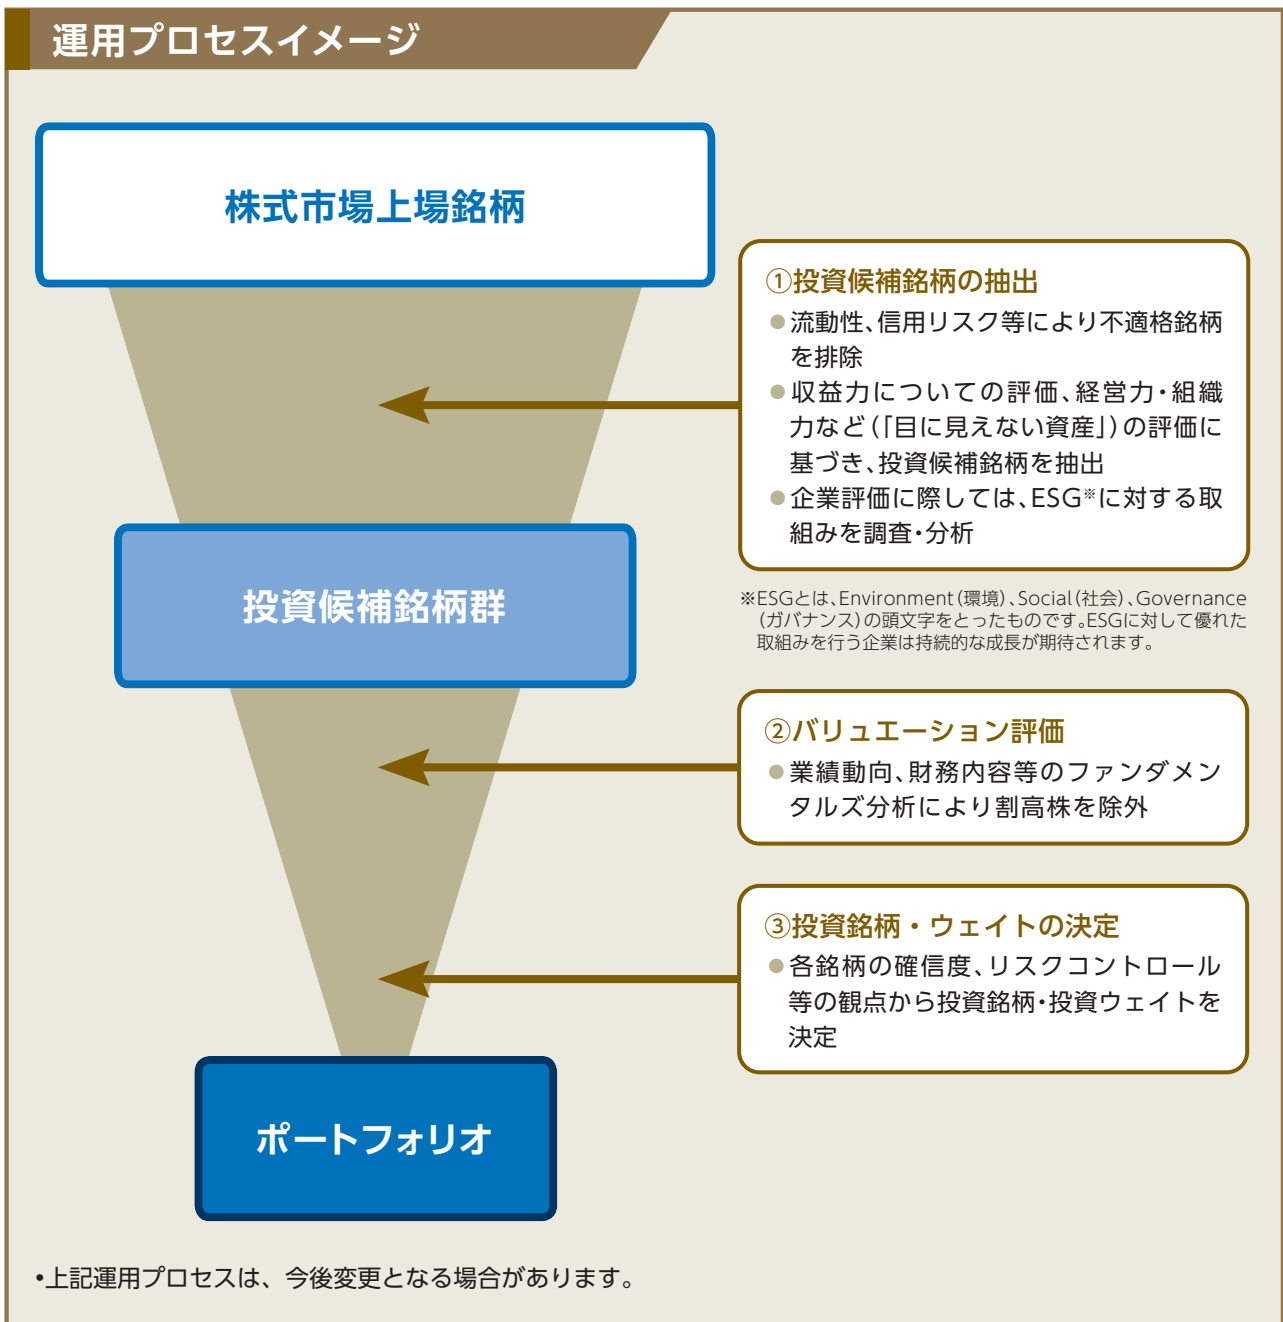 運用プロセスイメージ
株式市場上場銘柄
①投資候補銘柄の抽出
●流動性、信用リスク等により不適格銘柄
を排除
●収益力についての評価、経営力・組織
力など(「目に見えない資産」)の評価に
基づき、投資候補銘柄を抽出
●企業評価に際しては、ESG※に対する取
組みを調査・分析
投資候補銘柄群
※ESGとは、Environment(環境)、Social(社会)、Governance
(ガバナンス)の頭文字をとったものです。ESGに対して優れた
取組みを行う企業は持続的な成長が期待されます。
②バリュエーション評価
●業績動向、財務内容等のファンダメン
タルズ分析により割高株を除外
③投資銘柄・ウェイトの決定
●各銘柄の確信度、リスクコントロール
等の観点から投資銘柄・投資ウェイトを
決定
ポートフォリオ
•上記運用プロセスは、今後変更となる場合があります。